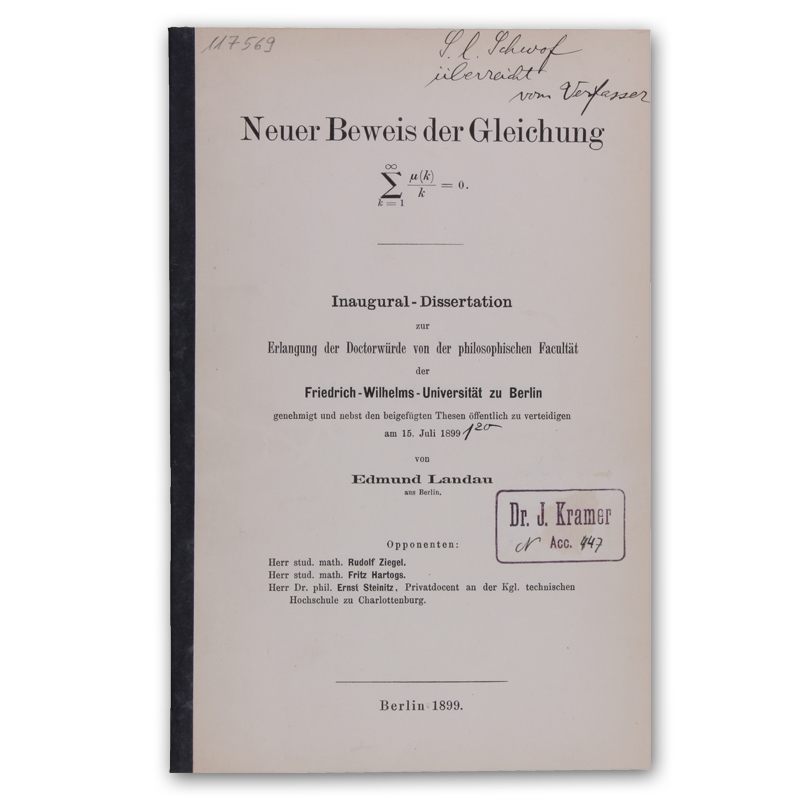 117569
S. l. Schwof
überreicht
vom Verfasser
Neuer Beweis der Gleichung
∞
∑ μ(k)/k = 0.
k = 1
Inaugural-Dissertation
zur
Erlangung der Doctorwürde von der philosophischen Facultät
der
Friedrich-Wilhelms-Universität zu Berlin
genehmigt und nebst den beigefügten Thesen öffentlich zu verteidigen
am 15. Juli 1899
von
Edmund Landau
aus Berlin.
Dr. J. Kramer
N Acc. 447
Opponenten:
Herr stud. math. Rudolf Ziegel.
Herr stud. math. Fritz Hartogs.
Herr Dr. phil. Ernst Steinitz, Privatdocent an der Kgl. technischen
Hochschule zu Charlottenburg.
Berlin 1899.